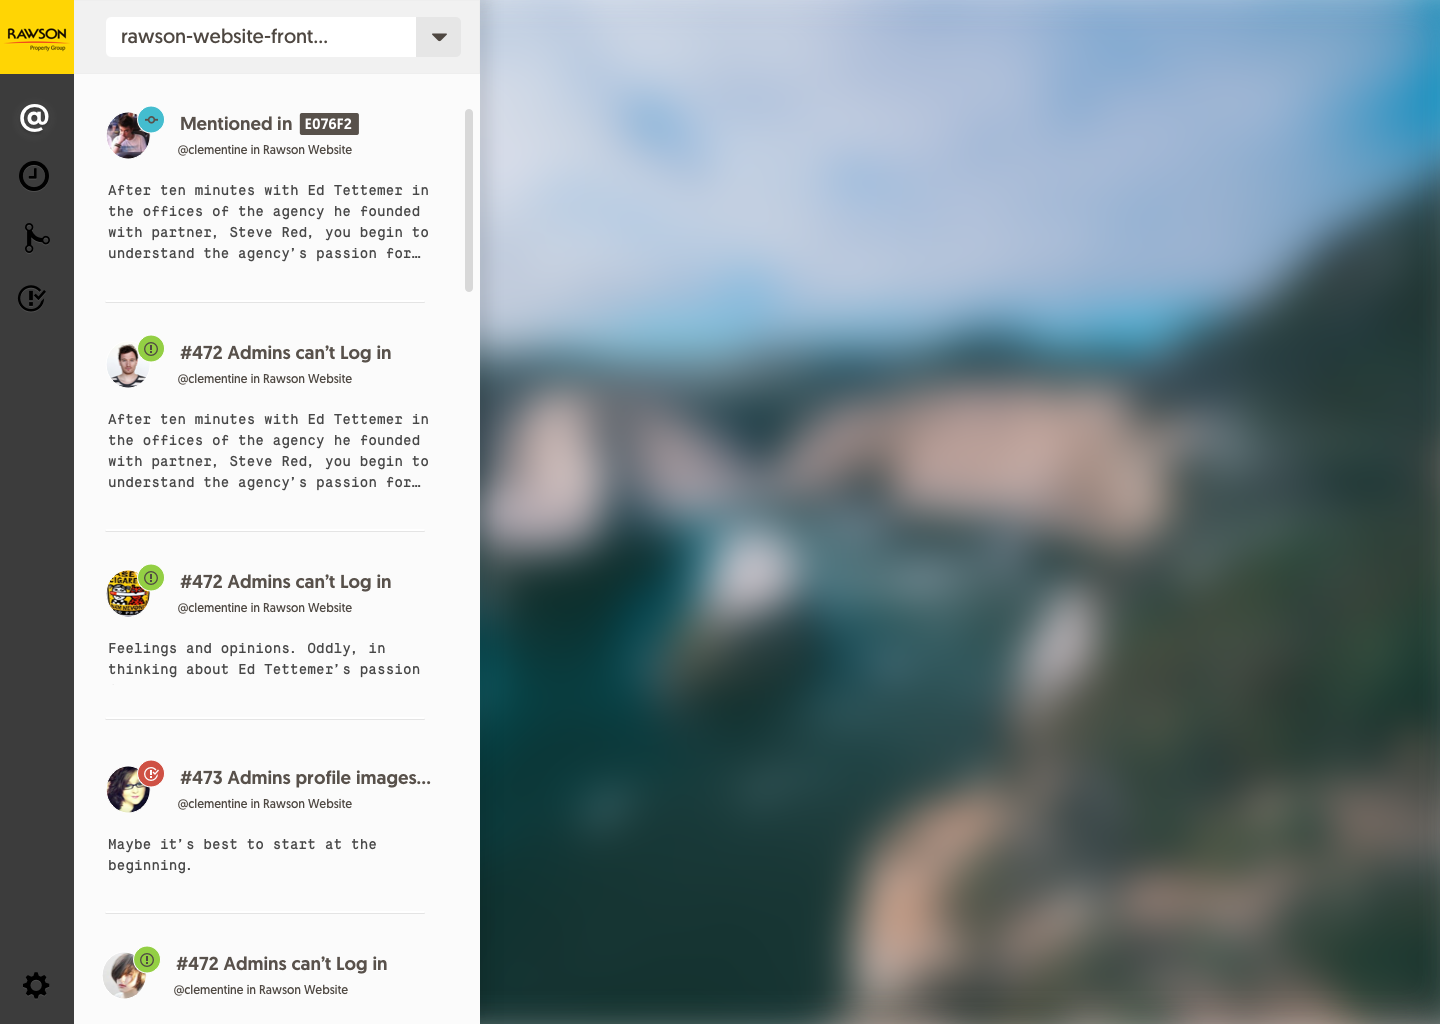 RAWSON
Property Group
rawson-website-front...
@
Mentioned in E076F2
@clementine in Rawson Website
After ten minutes with Ed Tettemer in
the offices of the agency he founded
with partner, Steve Red, you begin to
understand the agency’s passion for…
#472 Admins can’t Log in
@clementine in Rawson Website
After ten minutes with Ed Tettemer in
the offices of the agency he founded
with partner, Steve Red, you begin to
understand the agency’s passion for…
#472 Admins can’t Log in
@clementine in Rawson Website
Feelings and opinions. Oddly, in
thinking about Ed Tettemer’s passion
#473 Admins profile images...
@clementine in Rawson Website
Maybe it’s best to start at the
beginning.
#472 Admins can’t Log in
@clementine in Rawson Website